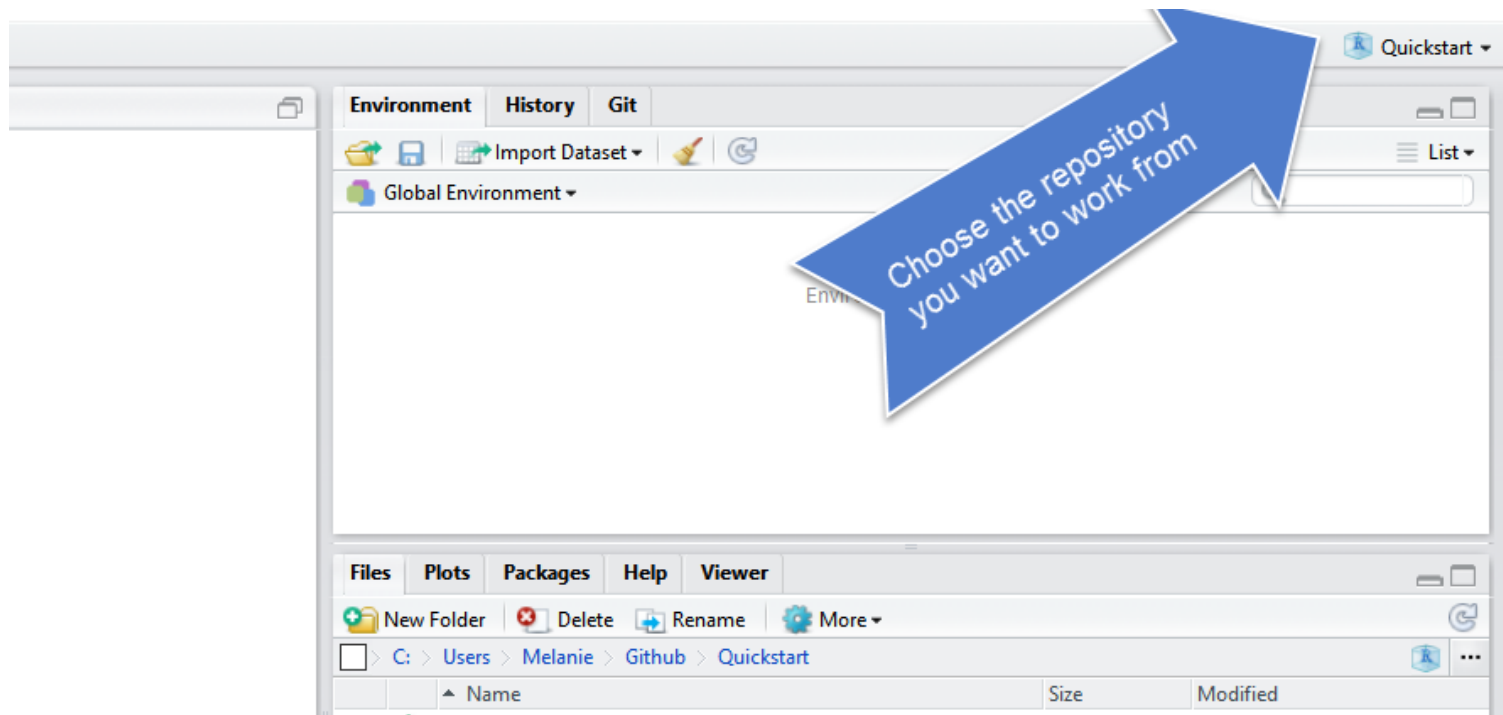 Quickstart
Environment History Git
Import Dataset
List
Global Environment
Choose the repository
you want to work from
Files Plots Packages Help Viewer
New Folder Delete Rename More
C: > Users > Melanie > Github > Quickstart
Name Size Modified